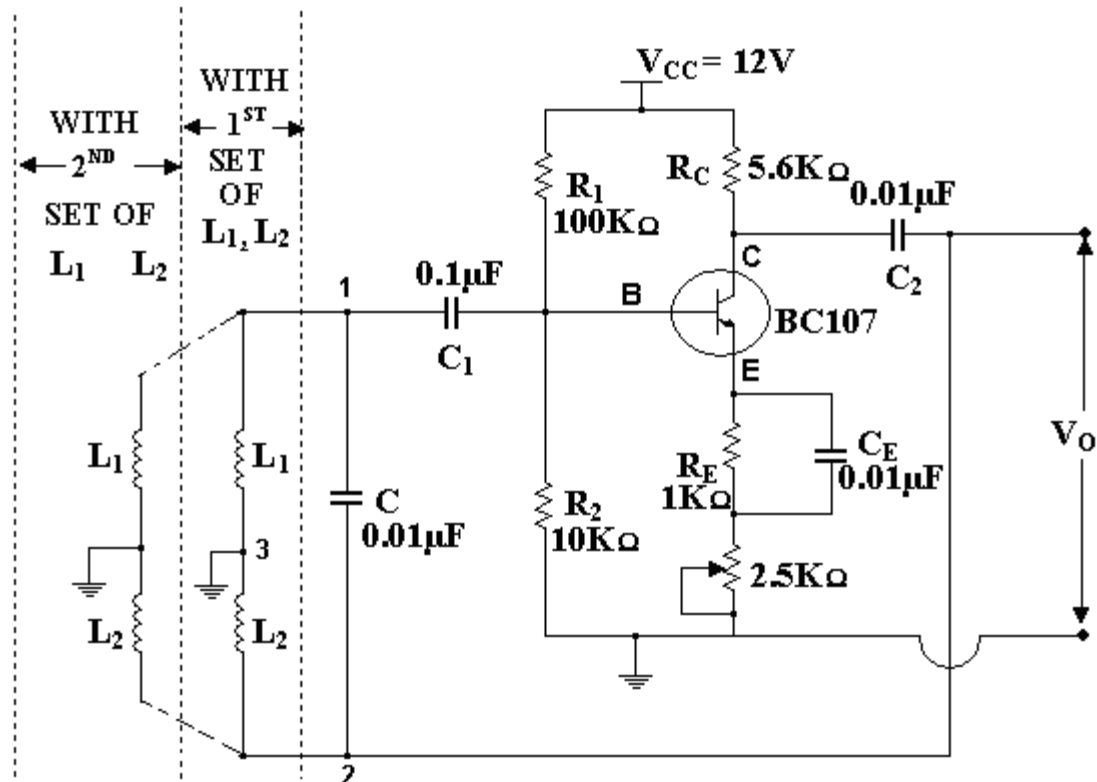 V_CC = 12V
WITH
2ND
SET OF
L1 L2
WITH
1ST
SET
OF
L1, L2
R1
100KΩ
RC
5.6KΩ
0.01µF
C2
1
0.1µF
C1
B
C
E
BC107
L1
L1
C
0.01µF
R2
10KΩ
RE
1KΩ
CE
0.01µF
VO
3
2.5KΩ
L2
L2
2